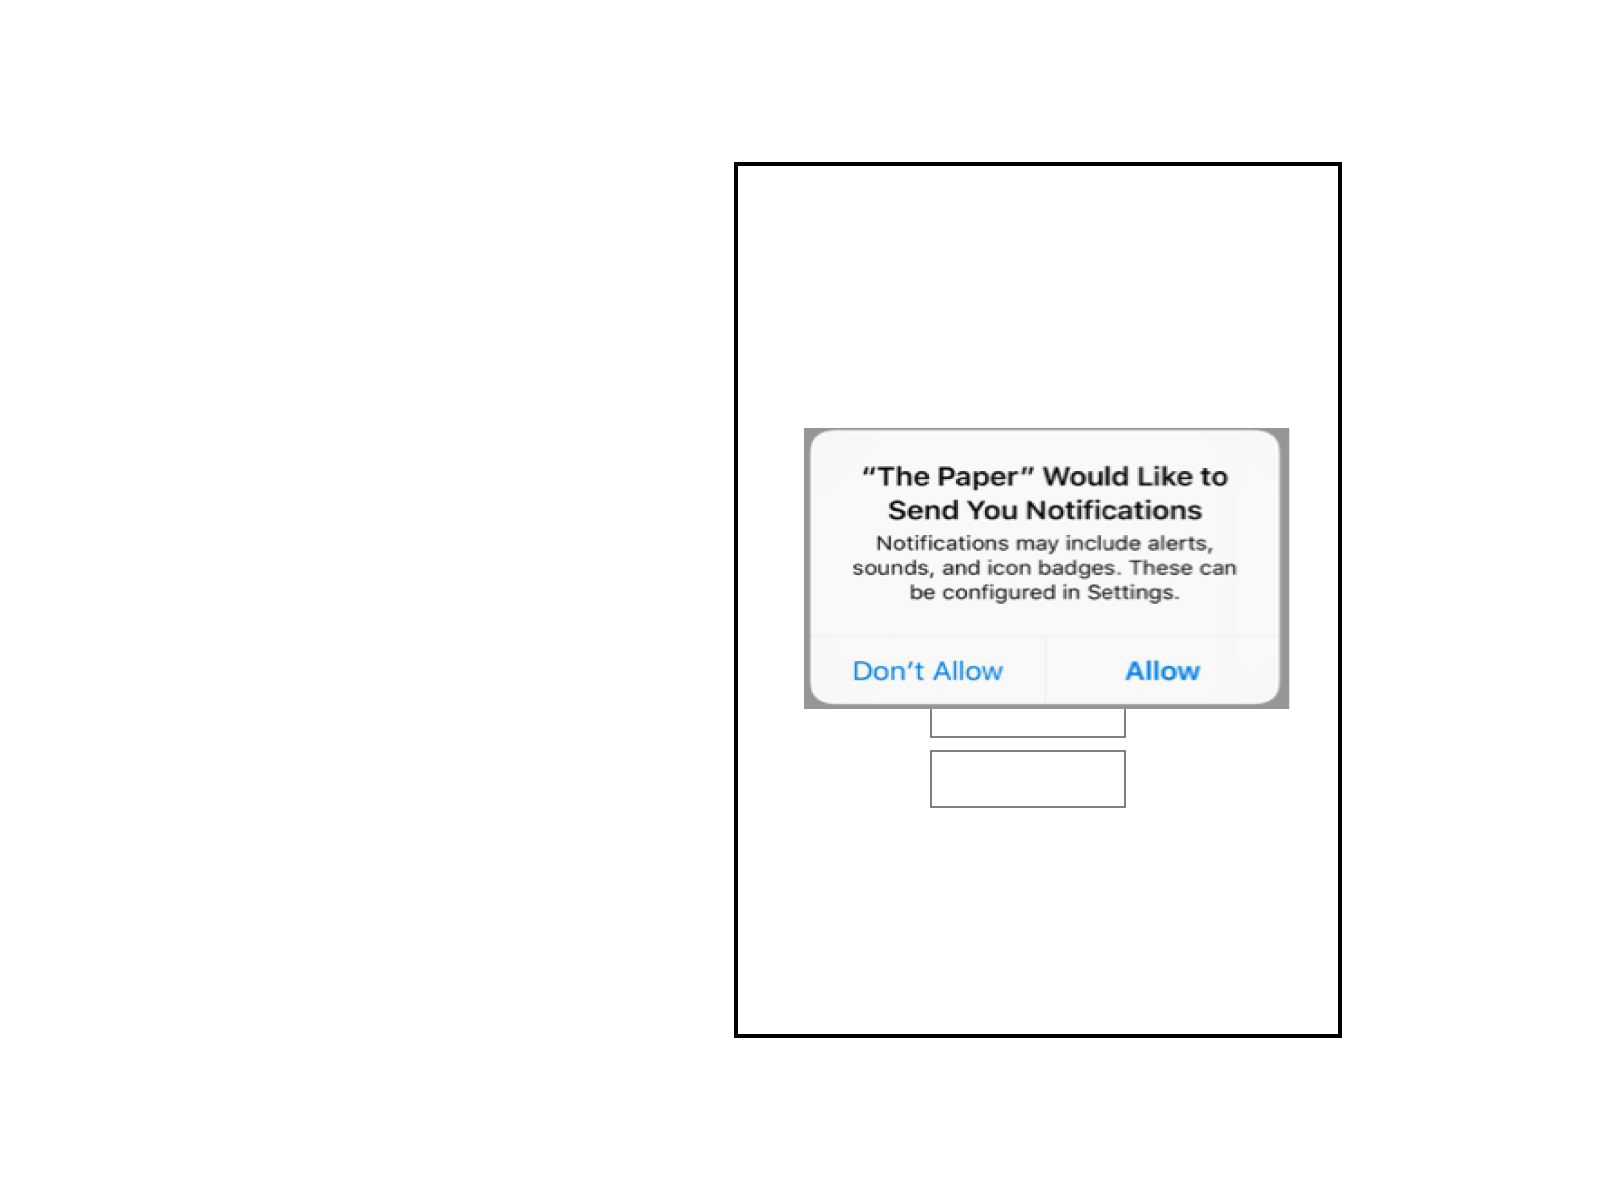 “The Paper” Would Like to
Send You Notifications
Notifications may include alerts,
sounds, and icon badges. These can
be configured in Settings.
Don’t Allow
Allow